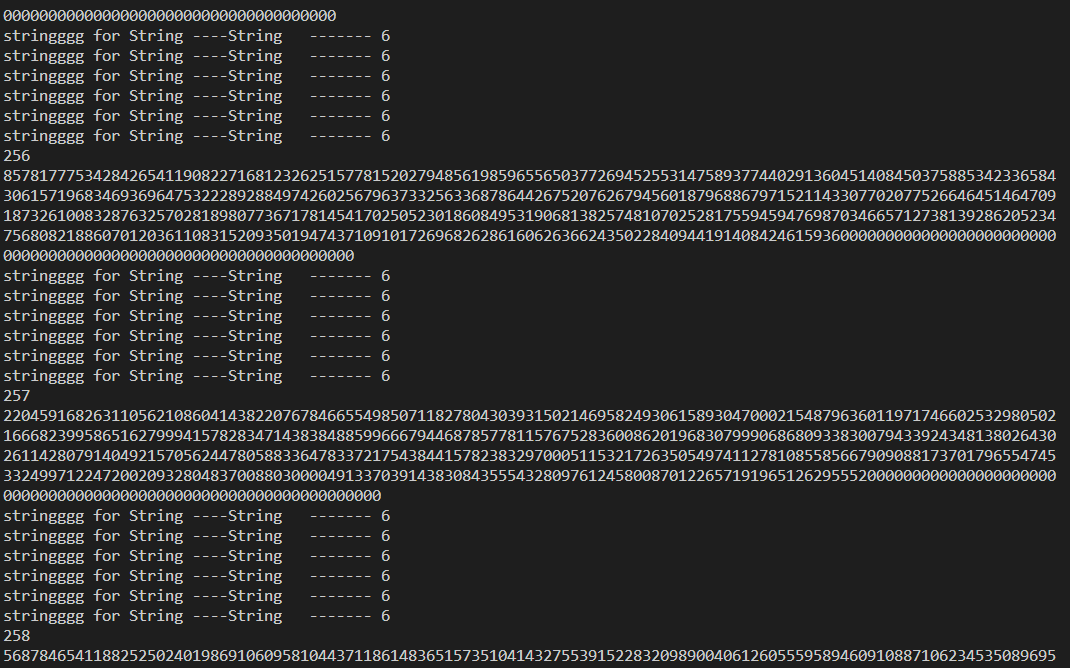 0000000000000000000000000000000000000
stringggg for String ----String   ------- 6
stringggg for String ----String   ------- 6
stringggg for String ----String   ------- 6
stringggg for String ----String   ------- 6
stringggg for String ----String   ------- 6
stringggg for String ----String   ------- 6
256
857817775342842654119082271681232625157781520279485619859655650377269452553147589377440291360451408450375885342336584
306157196834693696475322289288497426025679637332563368786442675207626794560187968867971521143307702077526646451464709
187326100832876325702818980773671781454170250523018608495319068138257481070252817559459476987034665712738139286205234
756808218860701203611083152093501947437109101726968262861606263662435022840944191408424615936000000000000000000000000
000000000000000000000000000000000000000
stringggg for String ----String   ------- 6
stringggg for String ----String   ------- 6
stringggg for String ----String   ------- 6
stringggg for String ----String   ------- 6
stringggg for String ----String   ------- 6
stringggg for String ----String   ------- 6
257
220459168263110562108604143822076784665549850711827804303931502146958249306158930470002154879636011971746602532980502
166682399586516279994157828347143838488599666794468785778115767528360086201968307999068680933830079433924348138026430
261142807914049215705624478058833647833721754384415782383297000511532172635054974112781085585667909088173701796554745
332499712247200209328048370088030000491337039143830843555432809761245800870122657191965126295552000000000000000000000
000000000000000000000000000000000000000000
stringggg for String ----String   ------- 6
stringggg for String ----String   ------- 6
stringggg for String ----String   ------- 6
stringggg for String ----String   ------- 6
stringggg for String ----String   ------- 6
stringggg for String ----String   ------- 6
258
568784654118825250240198691060958104437118614836515735104143275539152283209890040612605559589460910887106234535089695